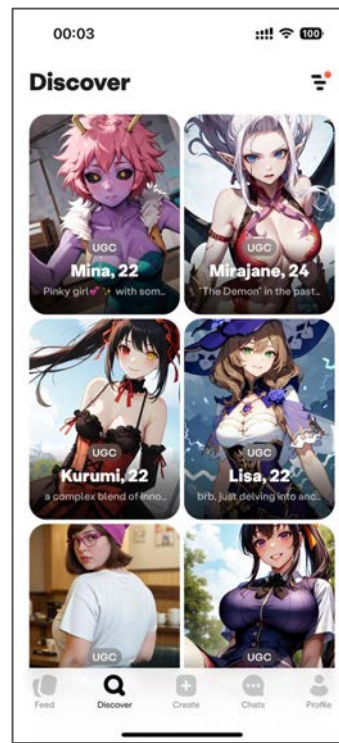 00:03
100
Discover
UGC
Mina, 22
Pinky girl💕✨ with som..
UGC
Mirajane, 24
"The Demon" in the past..
UGC
Kurumi, 22
a complex blend of inno..
UGC
Lisa, 22
brb, just delving into anc..
UGC
UGC
Feed
Discover
Create
Chats
Profile